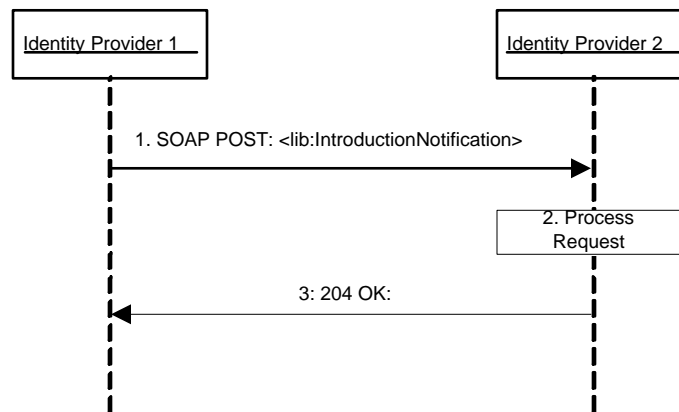 Identity Provider 1
Identity Provider 2
1. SOAP POST: <lib:IntroductionNotification>
2. Process
Request
3: 204 OK: